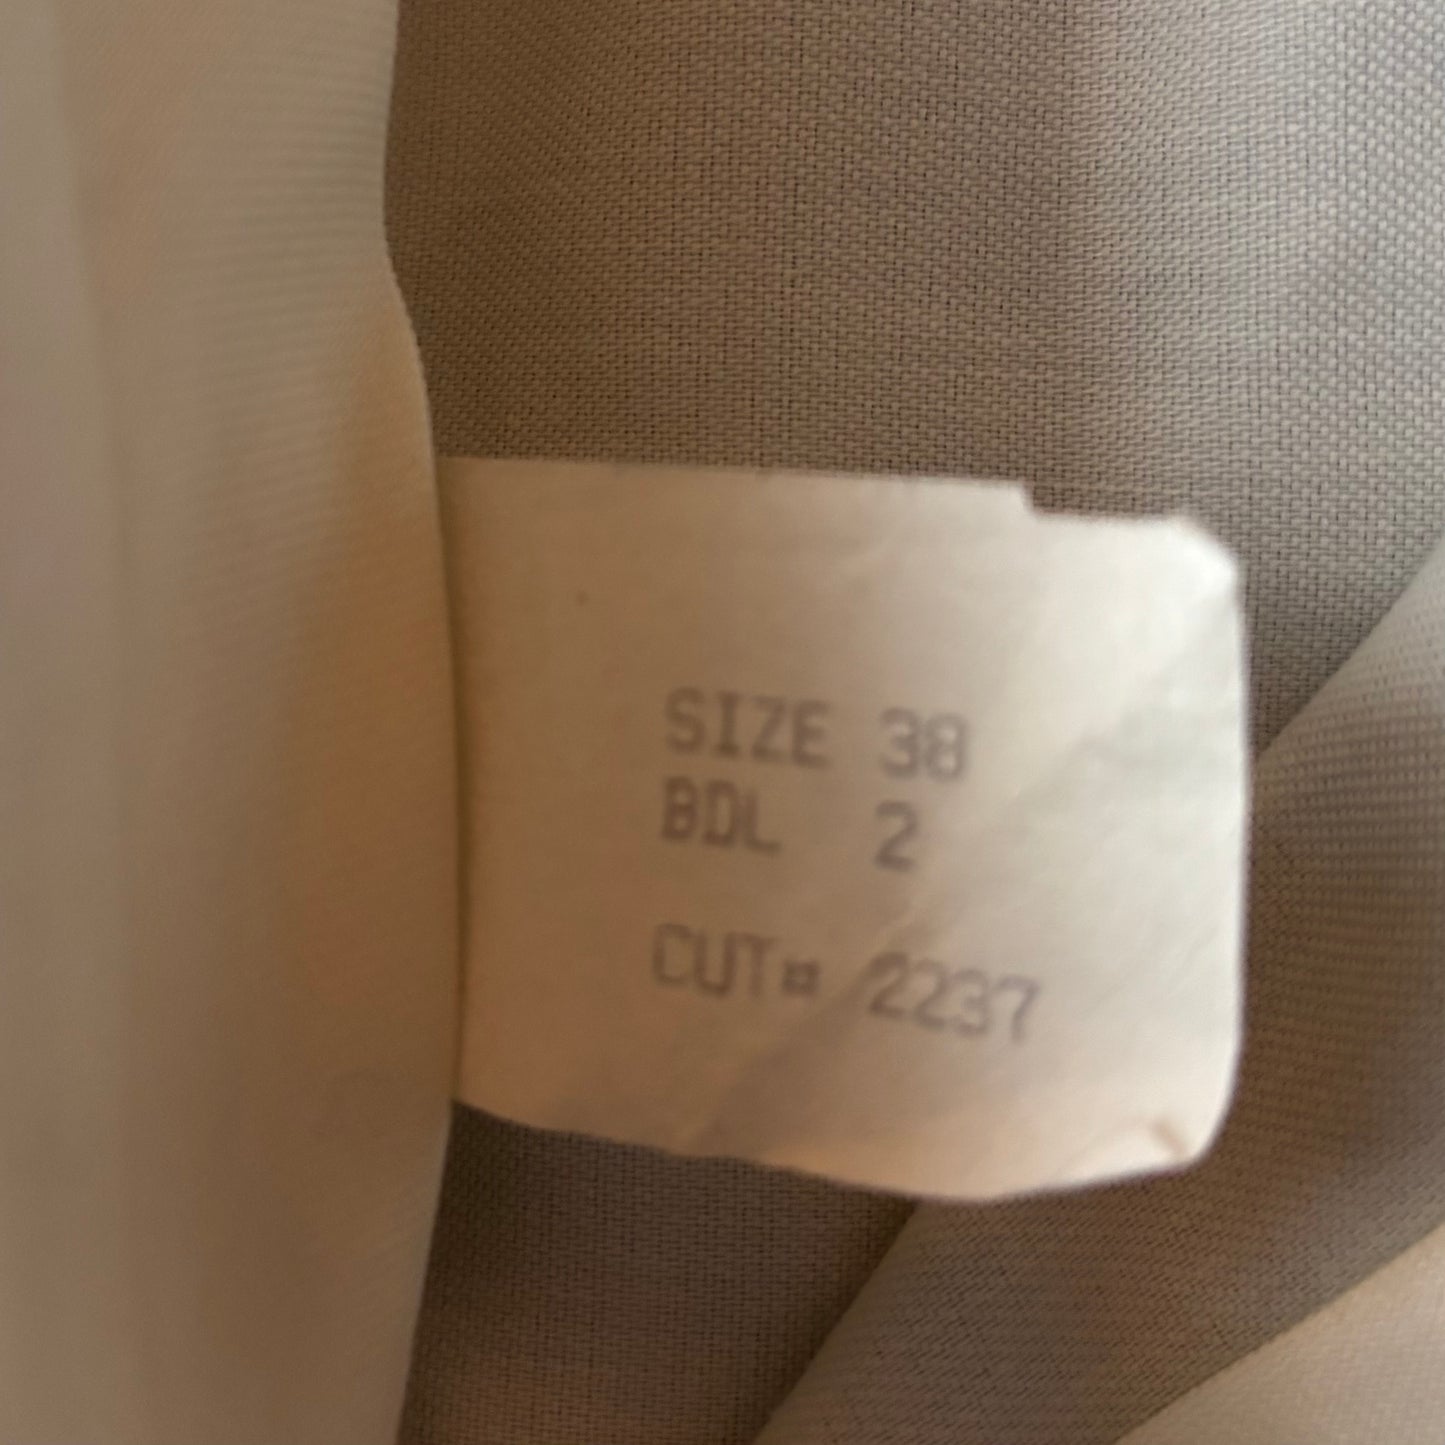 SIZE 38
BDL 2
CUT# 2237